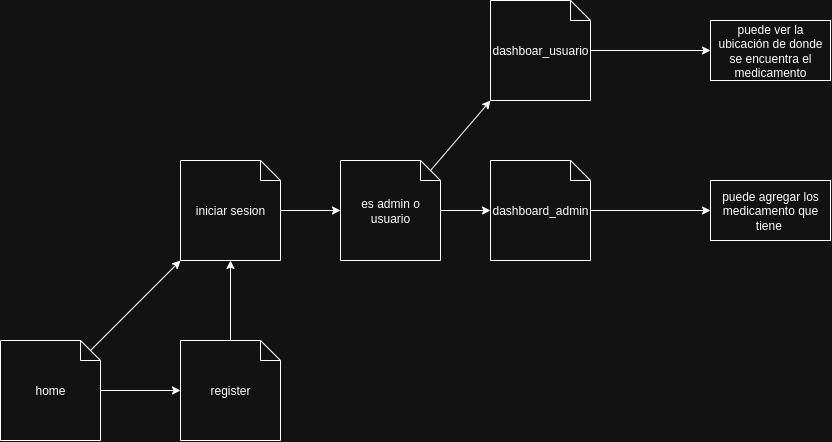 dashboar_usuario
puede ver la
ubicación de donde
se encuentra el
medicamento
iniciar sesion
es admin o
usuario
dashboard_admin
puede agregar los
medicamento que
tiene
home
register